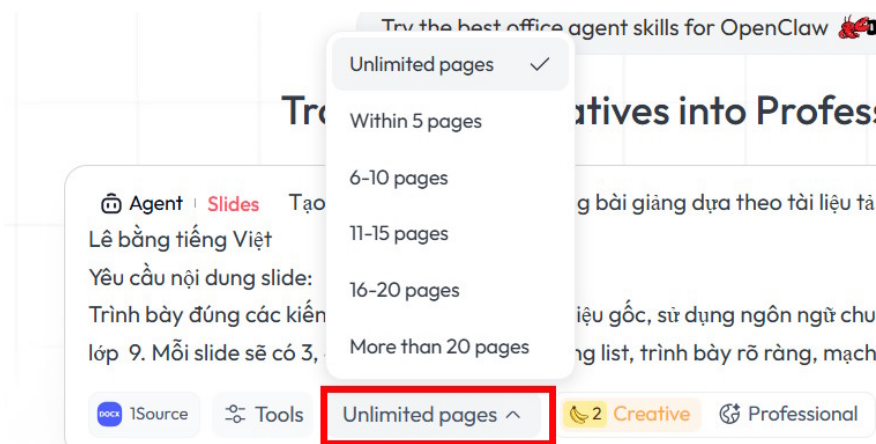 Try the best office agent skills for OpenClaw
Unlimited pages
Within 5 pages
6-10 pages
11-15 pages
16-20 pages
More than 20 pages
into Profes
Agent Slides Tạo
g bài giảng dựa theo tài liệu tả
Lê bằng tiếng Việt
Yêu cầu nội dung slide:
Trình bày đúng các kiến
iệu gốc, sử dụng ngôn ngữ chu
lớp 9. Mỗi slide sẽ có 3,
ng list, trình bày rõ ràng, mạch
DOCX 1Source Tools Unlimited pages 2 Creative Professional